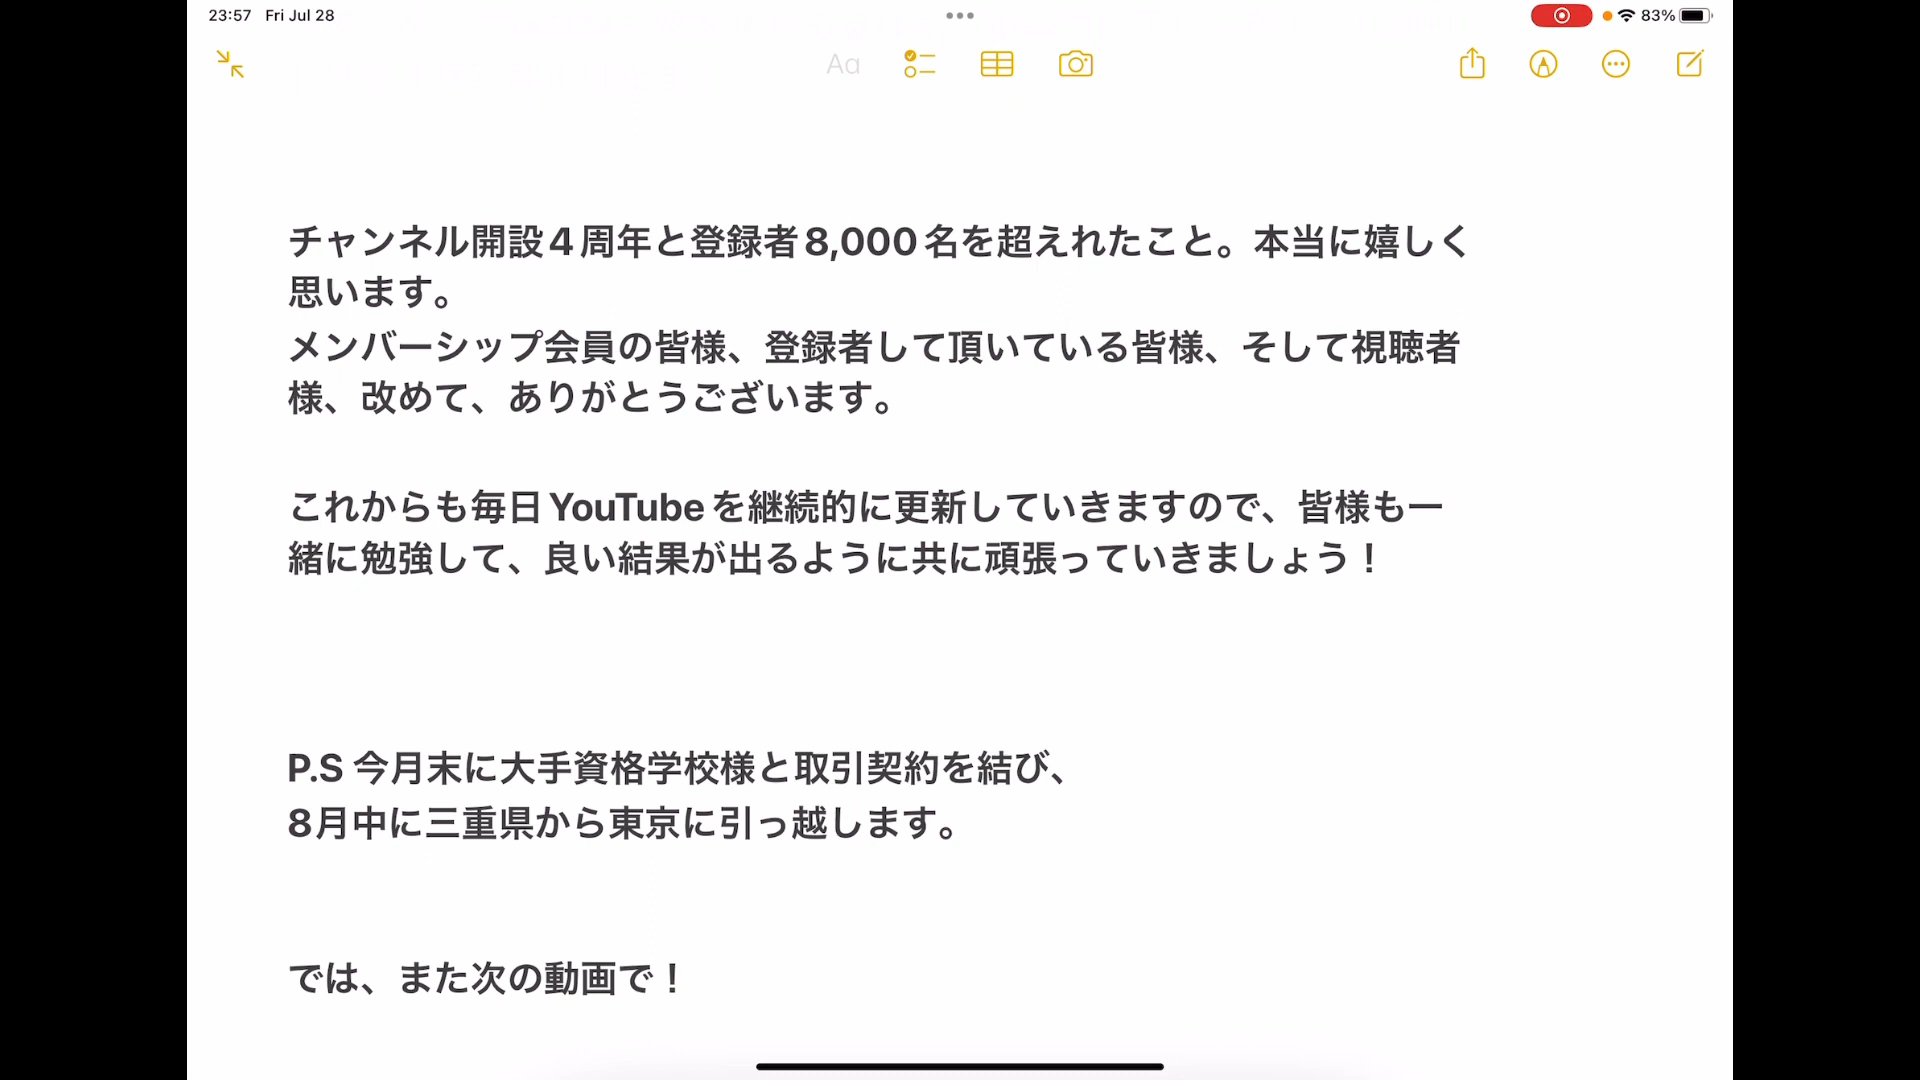 23:57 Fri Jul 28
83%
Aa
チャンネル開設4周年と登録者8,000名を超えれたこと。本当に嬉しく
思います。
メンバーシップ会員の皆様、登録者して頂いている皆様、そして視聴者
様、改めて、ありがとうございます。
これからも毎日YouTubeを継続的に更新していきますので、皆様も一
緒に勉強して、良い結果が出るように共に頑張っていきましょう！
P.S 今月末に大手資格学校様と取引契約を結び、
8月中に三重県から東京に引っ越します。
では、また次の動画で！